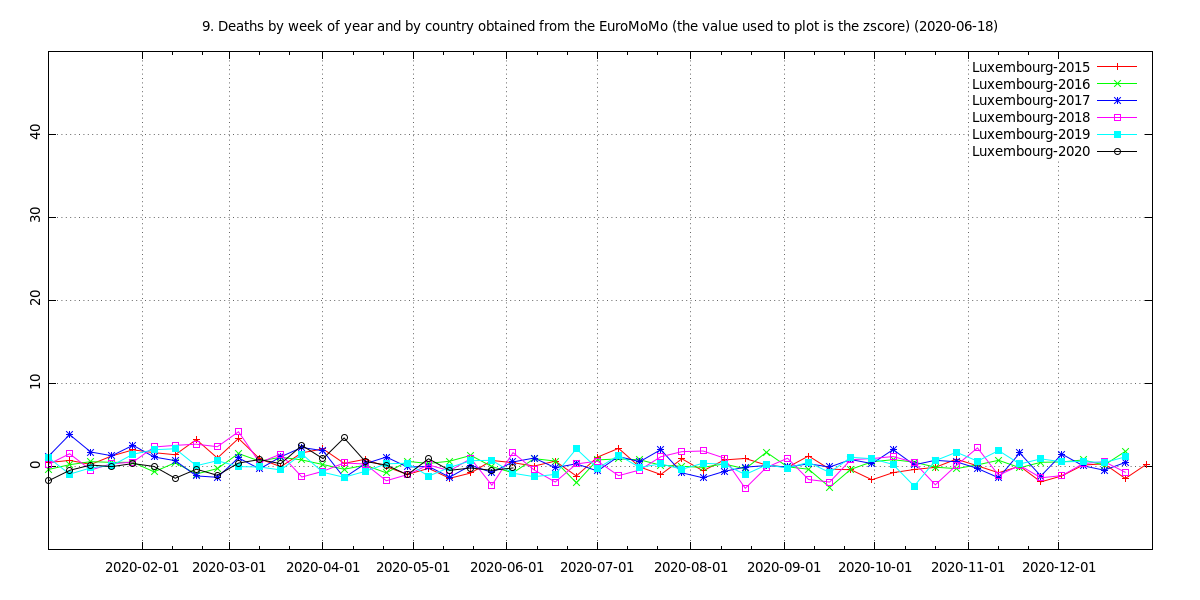 9. Deaths by week of year and by country obtained from the EuroMoMo (the value used to plot is the zscore) (2020-06-18)
Luxembourg-2015
Luxembourg-2016
Luxembourg-2017
Luxembourg-2018
Luxembourg-2019
Luxembourg-2020
40
30
20
10
0
2020-02-01 2020-03-01 2020-04-01 2020-05-01 2020-06-01 2020-07-01 2020-08-01 2020-09-01 2020-10-01 2020-11-01 2020-12-01